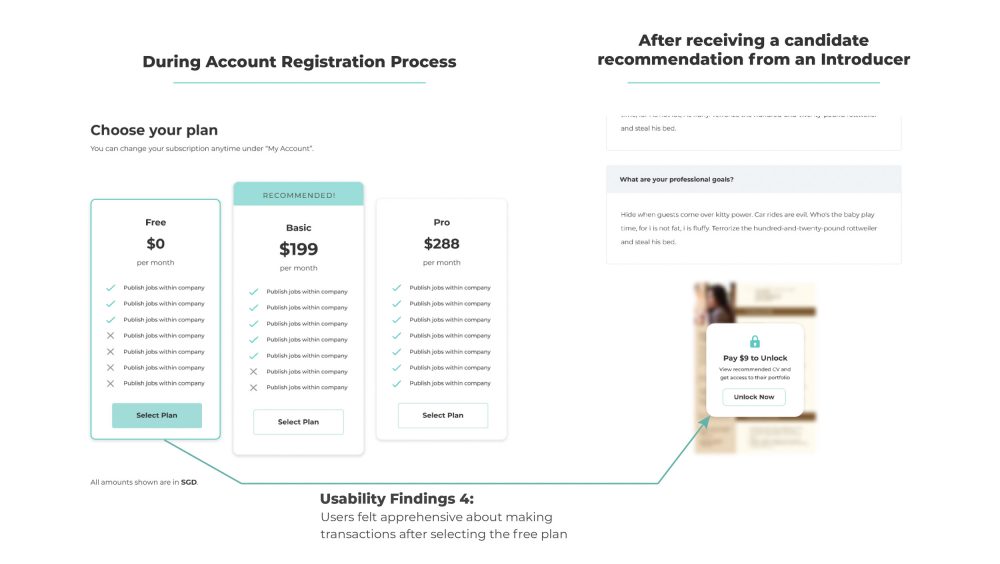 During Account Registration Process
After receiving a candidate
recommendation from an Introducer
Choose your plan
You can change your subscription anytime under “My Account”.
Free
$0
per month
Publish jobs within company
Publish jobs within company
Publish jobs within company
Publish jobs within company
Publish jobs within company
Publish jobs within company
Publish jobs within company
Select Plan
RECOMMENDED!
Basic
$199
per month
Publish jobs within company
Publish jobs within company
Publish jobs within company
Publish jobs within company
Publish jobs within company
Publish jobs within company
Publish jobs within company
Select Plan
Pro
$288
per month
Publish jobs within company
Publish jobs within company
Publish jobs within company
Publish jobs within company
Publish jobs within company
Publish jobs within company
Publish jobs within company
Select Plan
All amounts shown are in SGD.
and steal his bed.
What are your professional goals?
Hide when guests come over kitty power. Car rides are evil. Who's the baby play
time, for i is not fat, i is fluffy. Terrorize the hundred-and-twenty-pound rottweiler
and steal his bed.
Pay $9 to Unlock
View recommended CV and
get access to their portfolio
Unlock Now
Usability Findings 4:
Users felt apprehensive about making
transactions after selecting the free plan